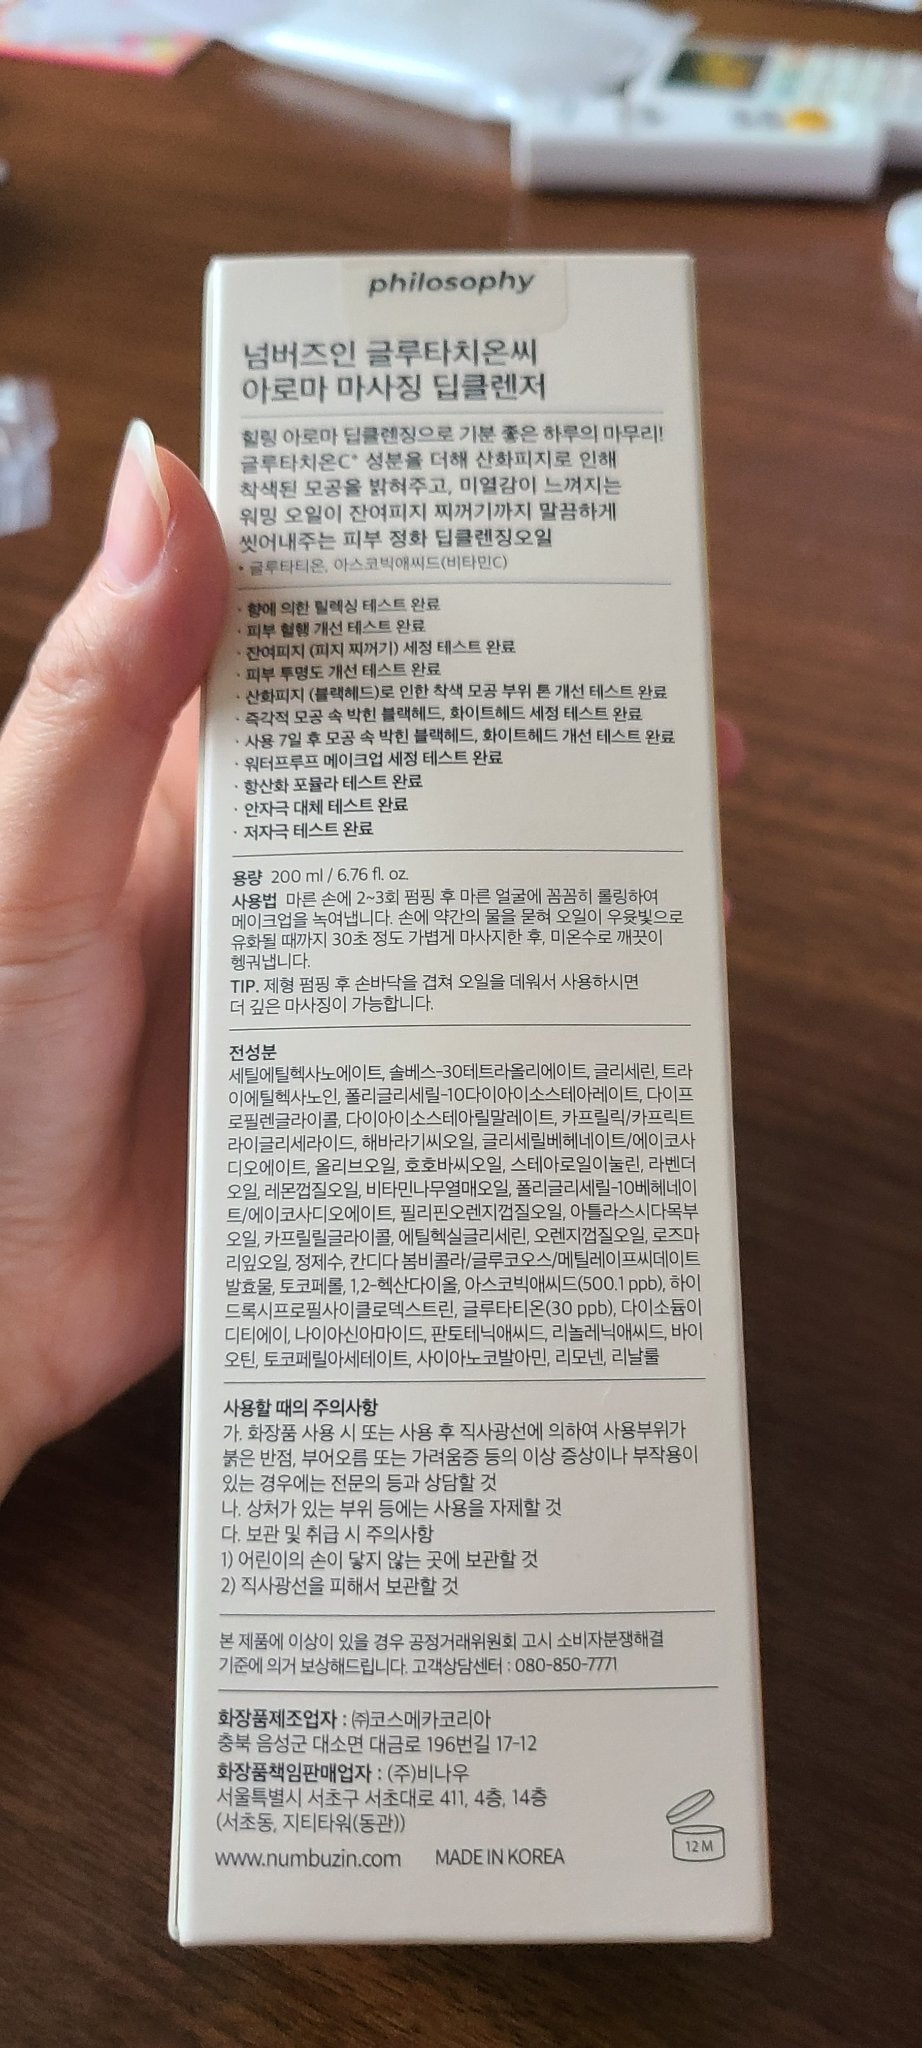 philosophy
넘버즈인 글루타치온씨
아로마 마사징 딥클렌저
힐링 아로마 딥클렌징으로 기분 좋은 하루의 마무리!
글루타치온C* 성분을 더해 산화피지로 인해
착색된 모공을 밝혀주고, 미열감이 느껴지는
워밍 오일이 잔여피지 찌꺼기까지 말끔하게
씻어내주는 피부 정화 딥클렌징오일
* 글루타티온, 아스코빅애씨드(비타민C)
· 향에 의한 릴렉싱 테스트 완료
· 피부 혈행 개선 테스트 완료
· 잔여피지 (피지 찌꺼기) 세정 테스트 완료
· 피부 투명도 개선 테스트 완료
· 산화피지 (블랙헤드)로 인한 착색 모공 부위 톤 개선 테스트 완료
· 즉각적 모공 속 박힌 블랙헤드, 화이트헤드 세정 테스트 완료
· 사용 7일 후 모공 속 박힌 블랙헤드, 화이트헤드 개선 테스트 완료
· 워터프루프 메이크업 세정 테스트 완료
· 항산화 포뮬라 테스트 완료
· 안자극 대체 테스트 완료
· 저자극 테스트 완료
용량 200 ml / 6.76 fl. oz.
사용법 마른 손에 2~3회 펌핑 후 마른 얼굴에 꼼꼼히 롤링하여
메이크업을 녹여냅니다. 손에 약간의 물을 묻혀 오일이 우윳빛으로
유화될 때까지 30초 정도 가볍게 마사지한 후, 미온수로 깨끗이
헹궈냅니다.
TIP. 제형 펌핑 후 손바닥을 겹쳐 오일을 데워서 사용하시면
더 깊은 마사징이 가능합니다.
전성분
세틸에틸헥사노에이트, 솔베스-30테트라올리에이트, 글리세린, 트라
이에틸헥사노인, 폴리글리세릴-10다이아이소스테아레이트, 다이프
로필렌글라이콜, 다이아이소스테아릴말레이트, 카프릴릭/카프릭트
라이글리세라이드, 해바라기씨오일, 글리세릴베헤네이트/에이코사
디오에이트, 올리브오일, 호호바씨오일, 스테아로일이눌린, 라벤더
오일, 레몬껍질오일, 비타민나무열매오일, 폴리글리세릴-10베헤네이
트/에이코사디오에이트, 필리핀오렌지껍질오일, 아틀라스시다목부
오일, 카프릴릴글라이콜, 에틸헥실글리세린, 오렌지껍질오일, 로즈마
리잎오일, 정제수, 칸디다 봄비콜라/글루코오스/메틸레이프씨데이트
발효물, 토코페롤, 1,2-헥산다이올, 아스코빅애씨드(500.1 ppb), 하이
드록시프로필사이클로덱스트린, 글루타티온(30 ppb), 다이소듐이
디티에이, 나이아신아마이드, 판토테닉애씨드, 리놀레닉애씨드, 바이
오틴, 토코페릴아세테이트, 사이아노코발아민, 리모넨, 리날룰
사용할 때의 주의사항
가. 화장품 사용 시 또는 사용 후 직사광선에 의하여 사용부위가
붉은 반점, 부어오름 또는 가려움증 등의 이상 증상이나 부작용이
있는 경우에는 전문의 등과 상담할 것
나. 상처가 있는 부위 등에는 사용을 자제할 것
다. 보관 및 취급 시 주의사항
1) 어린이의 손이 닿지 않는 곳에 보관할 것
2) 직사광선을 피해서 보관할 것
본 제품에 이상이 있을 경우 공정거래위원회 고시 소비자분쟁해결
기준에 의거 보상해드립니다. 고객상담센터 : 080-850-7771
화장품제조업자 : ㈜코스메카코리아
충북 음성군 대소면 대금로 196번길 17-12
화장품책임판매업자 : (주)비나우
서울특별시 서초구 서초대로 411, 4층, 14층
(서초동, 지티타워(동관))
www.numbuzin.com MADE IN KOREA
12 M